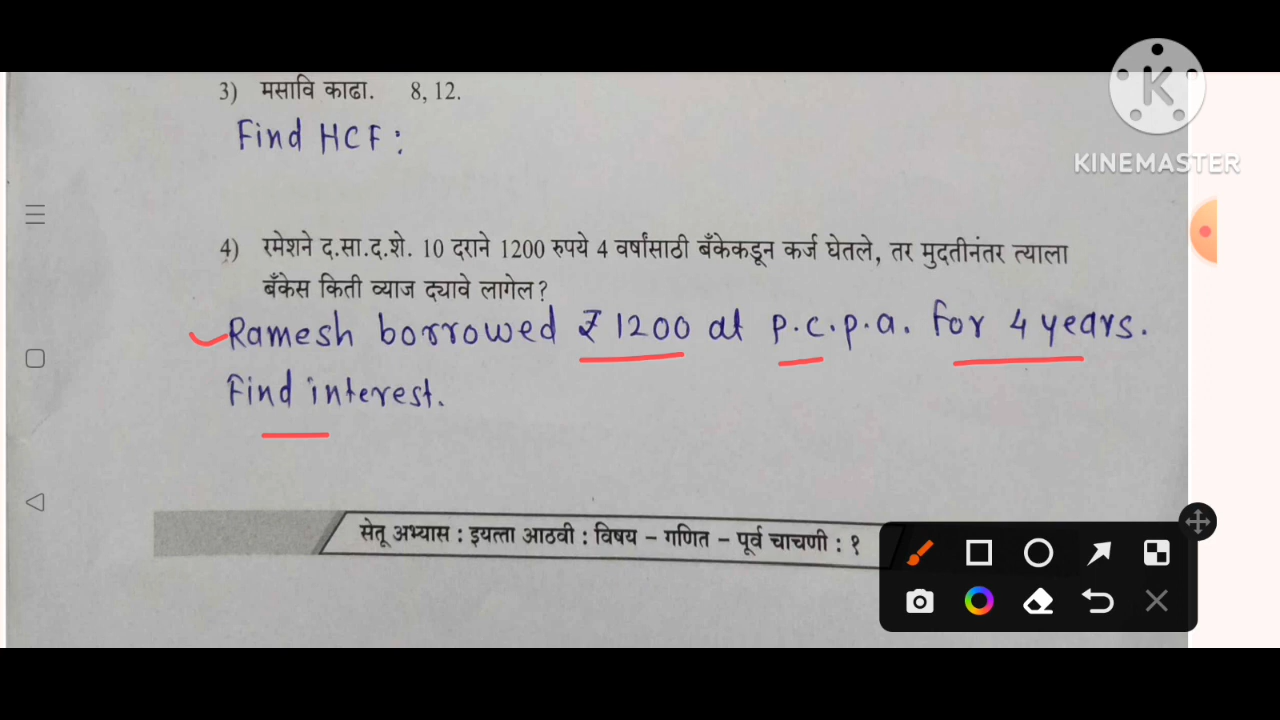 3) मसावि काढा. 8, 12.
Find HCF:
KINEMASTER
4) रमेशने द.सा.द.शे. 10 दराने 1200 रुपये 4 वर्षांसाठी बँकेकडून कर्ज घेतले, तर मुदतीनंतर त्याला
बँकेस किती व्याज द्यावे लागेल?
Ramesh borrowed ₹ 1200 at p.c.p.a. for 4 years.
Find interest.
सेतू अभ्यास : इयत्ता आठवी : विषय – गणित – पूर्व चाचणी : १